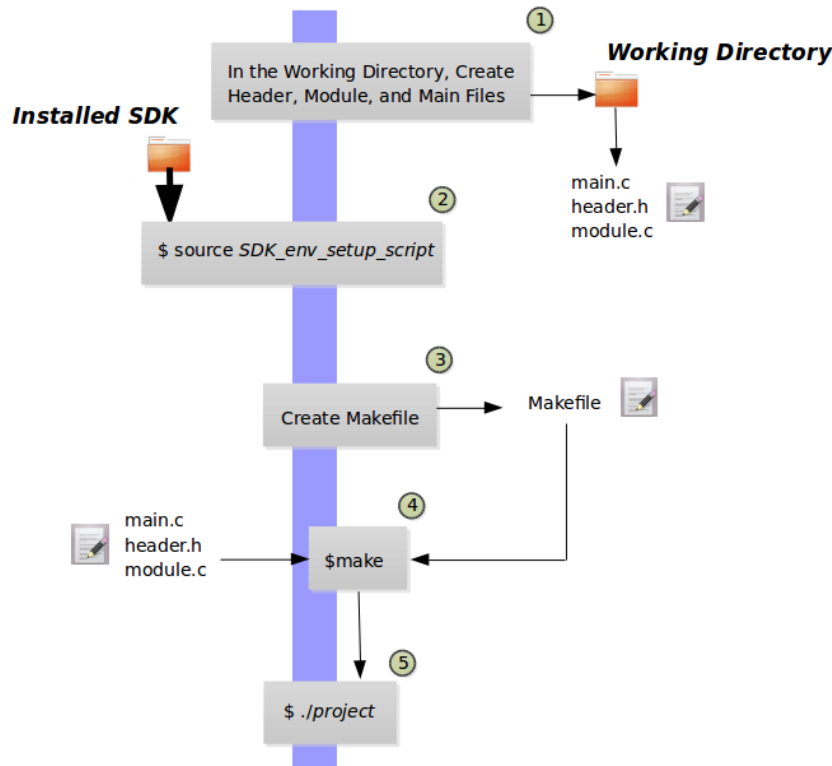 1
Working Directory
In the Working Directory, Create
Header, Module, and Main Files
Installed SDK
main.c
header.h
module.c
2
$ source SDK_env_setup_script
3
Create Makefile
Makefile
4
main.c
header.h
module.c
$make
5
$ ./project